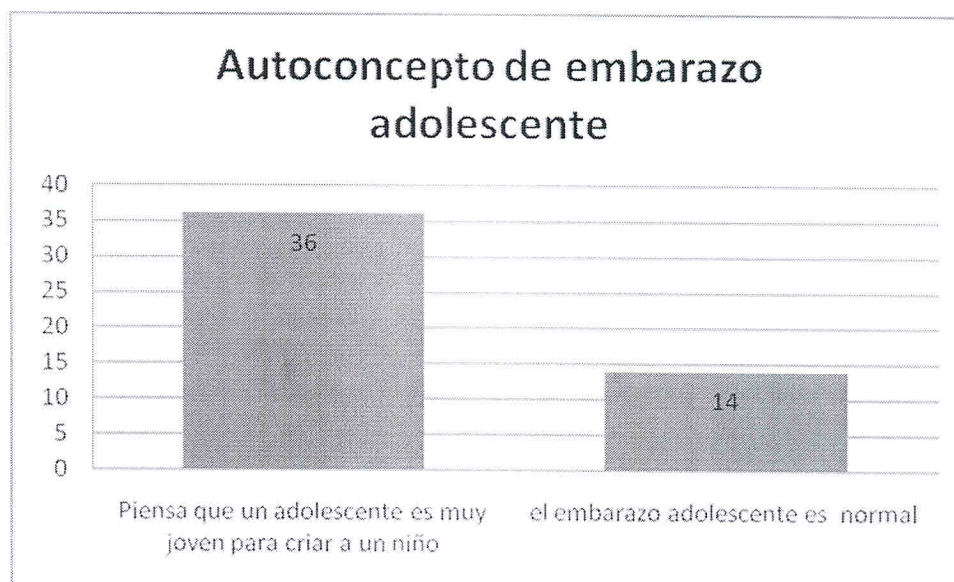 Autoconcepto de embarazo
adolescente
40
35
30
25
20
15
10
5
0
36
14
Piensa que un adolescente es muy
joven para criar a un niño
el embarazo adolescente es normal